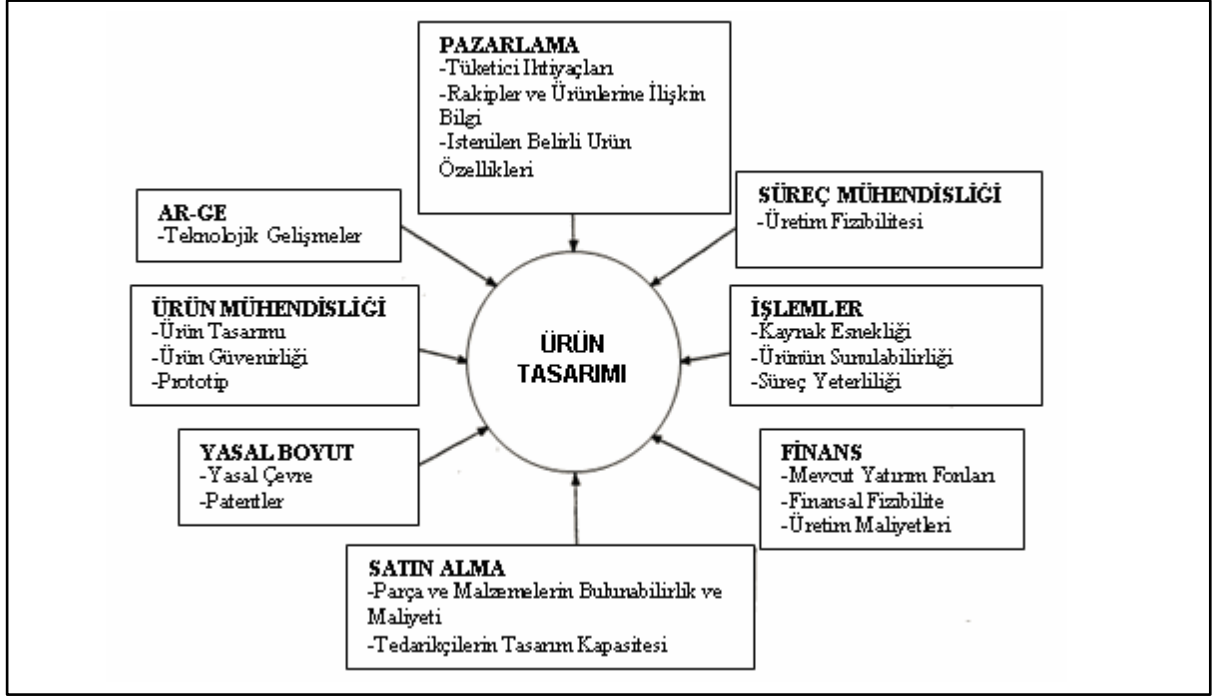 PAZARLAMA
-Tüketici Ihtiyaçları
-Rakipler ve Ürünlerine İlişkin
Bilgi
-Istenilen Belirli Urün
Özellikleri
AR-GE
-Teknolojik Gelişmeler
SÜREÇ MÜHENDİSLİĞİ
-Üretim Fizibilitesi
ÜRÜN MÜHENDİSLİĞİ
-Ürün Tasarımı
-Ürün Güvenirliği
-Prototip
ÜRÜN
TASARIMI
İŞLEMLER
-Kaynak Esnekliği
-Ürünün Sunulabilirliği
-Süreç Yeterliliği
YASAL BOYUT
-Yasal Çevre
-Patentler
FİNANS
-Mevcut Yatırım Fonları
-Finansal Fizibilite
-Üretim Maliyetleri
SATIN ALMA
-Parça ve Malzemelerin Bulunabilirlik ve
Maliyeti
-Tedarikçilerin Tasarım Kapasitesi